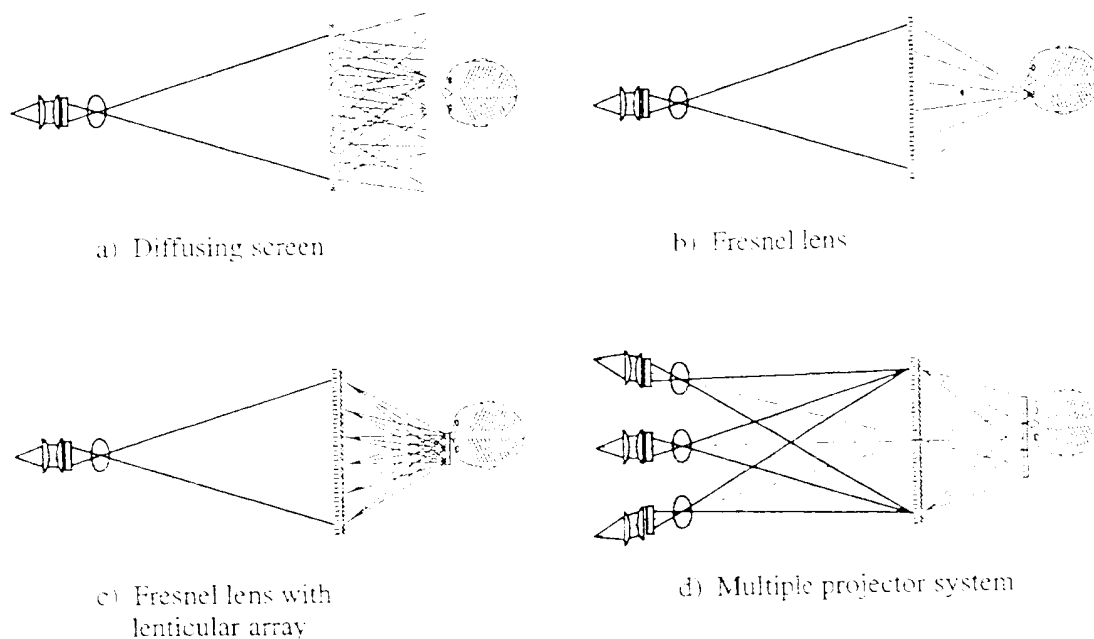 a) Diffusing screen
b) Fresnel lens
c) Fresnel lens with
lenticular array
d) Multiple projector system